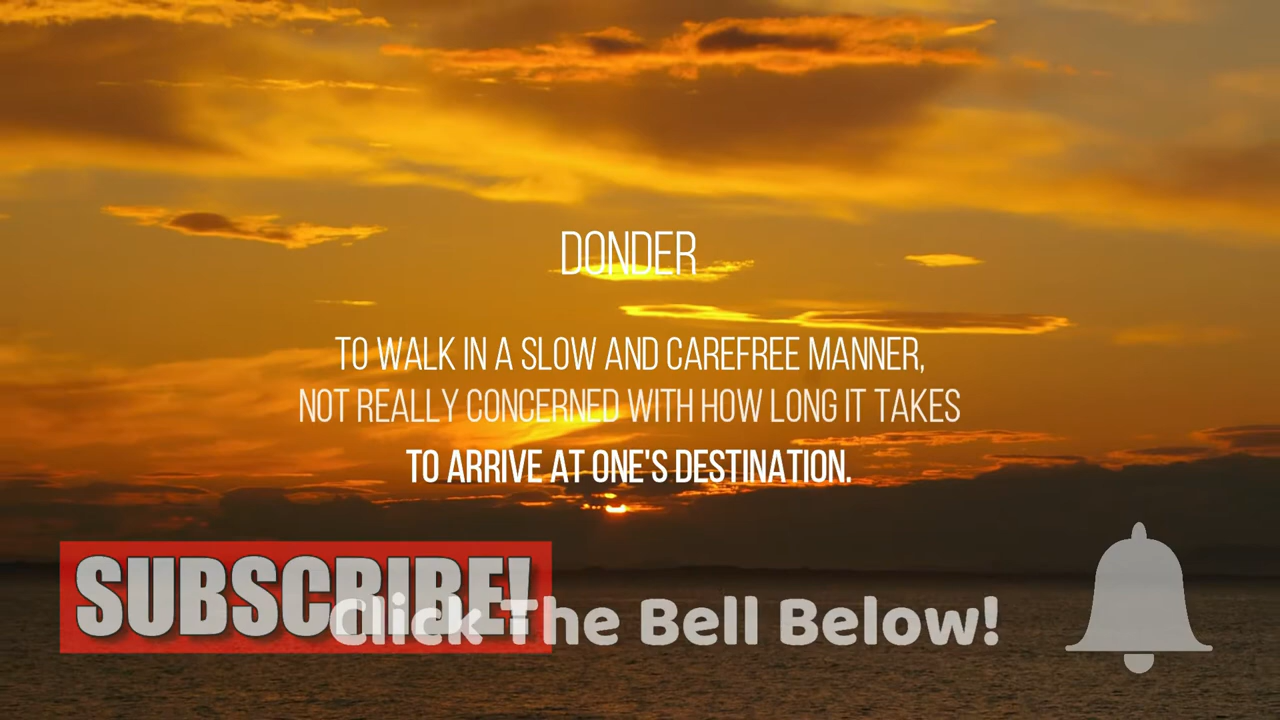 DONDER
TO WALK IN A SLOW AND CAREFREE MANNER,
NOT REALLY CONCERNED WITH HOW LONG IT TAKES
TO ARRIVE AT ONE'S DESTINATION.
SUBSCRIBE!
Click The Bell Below!